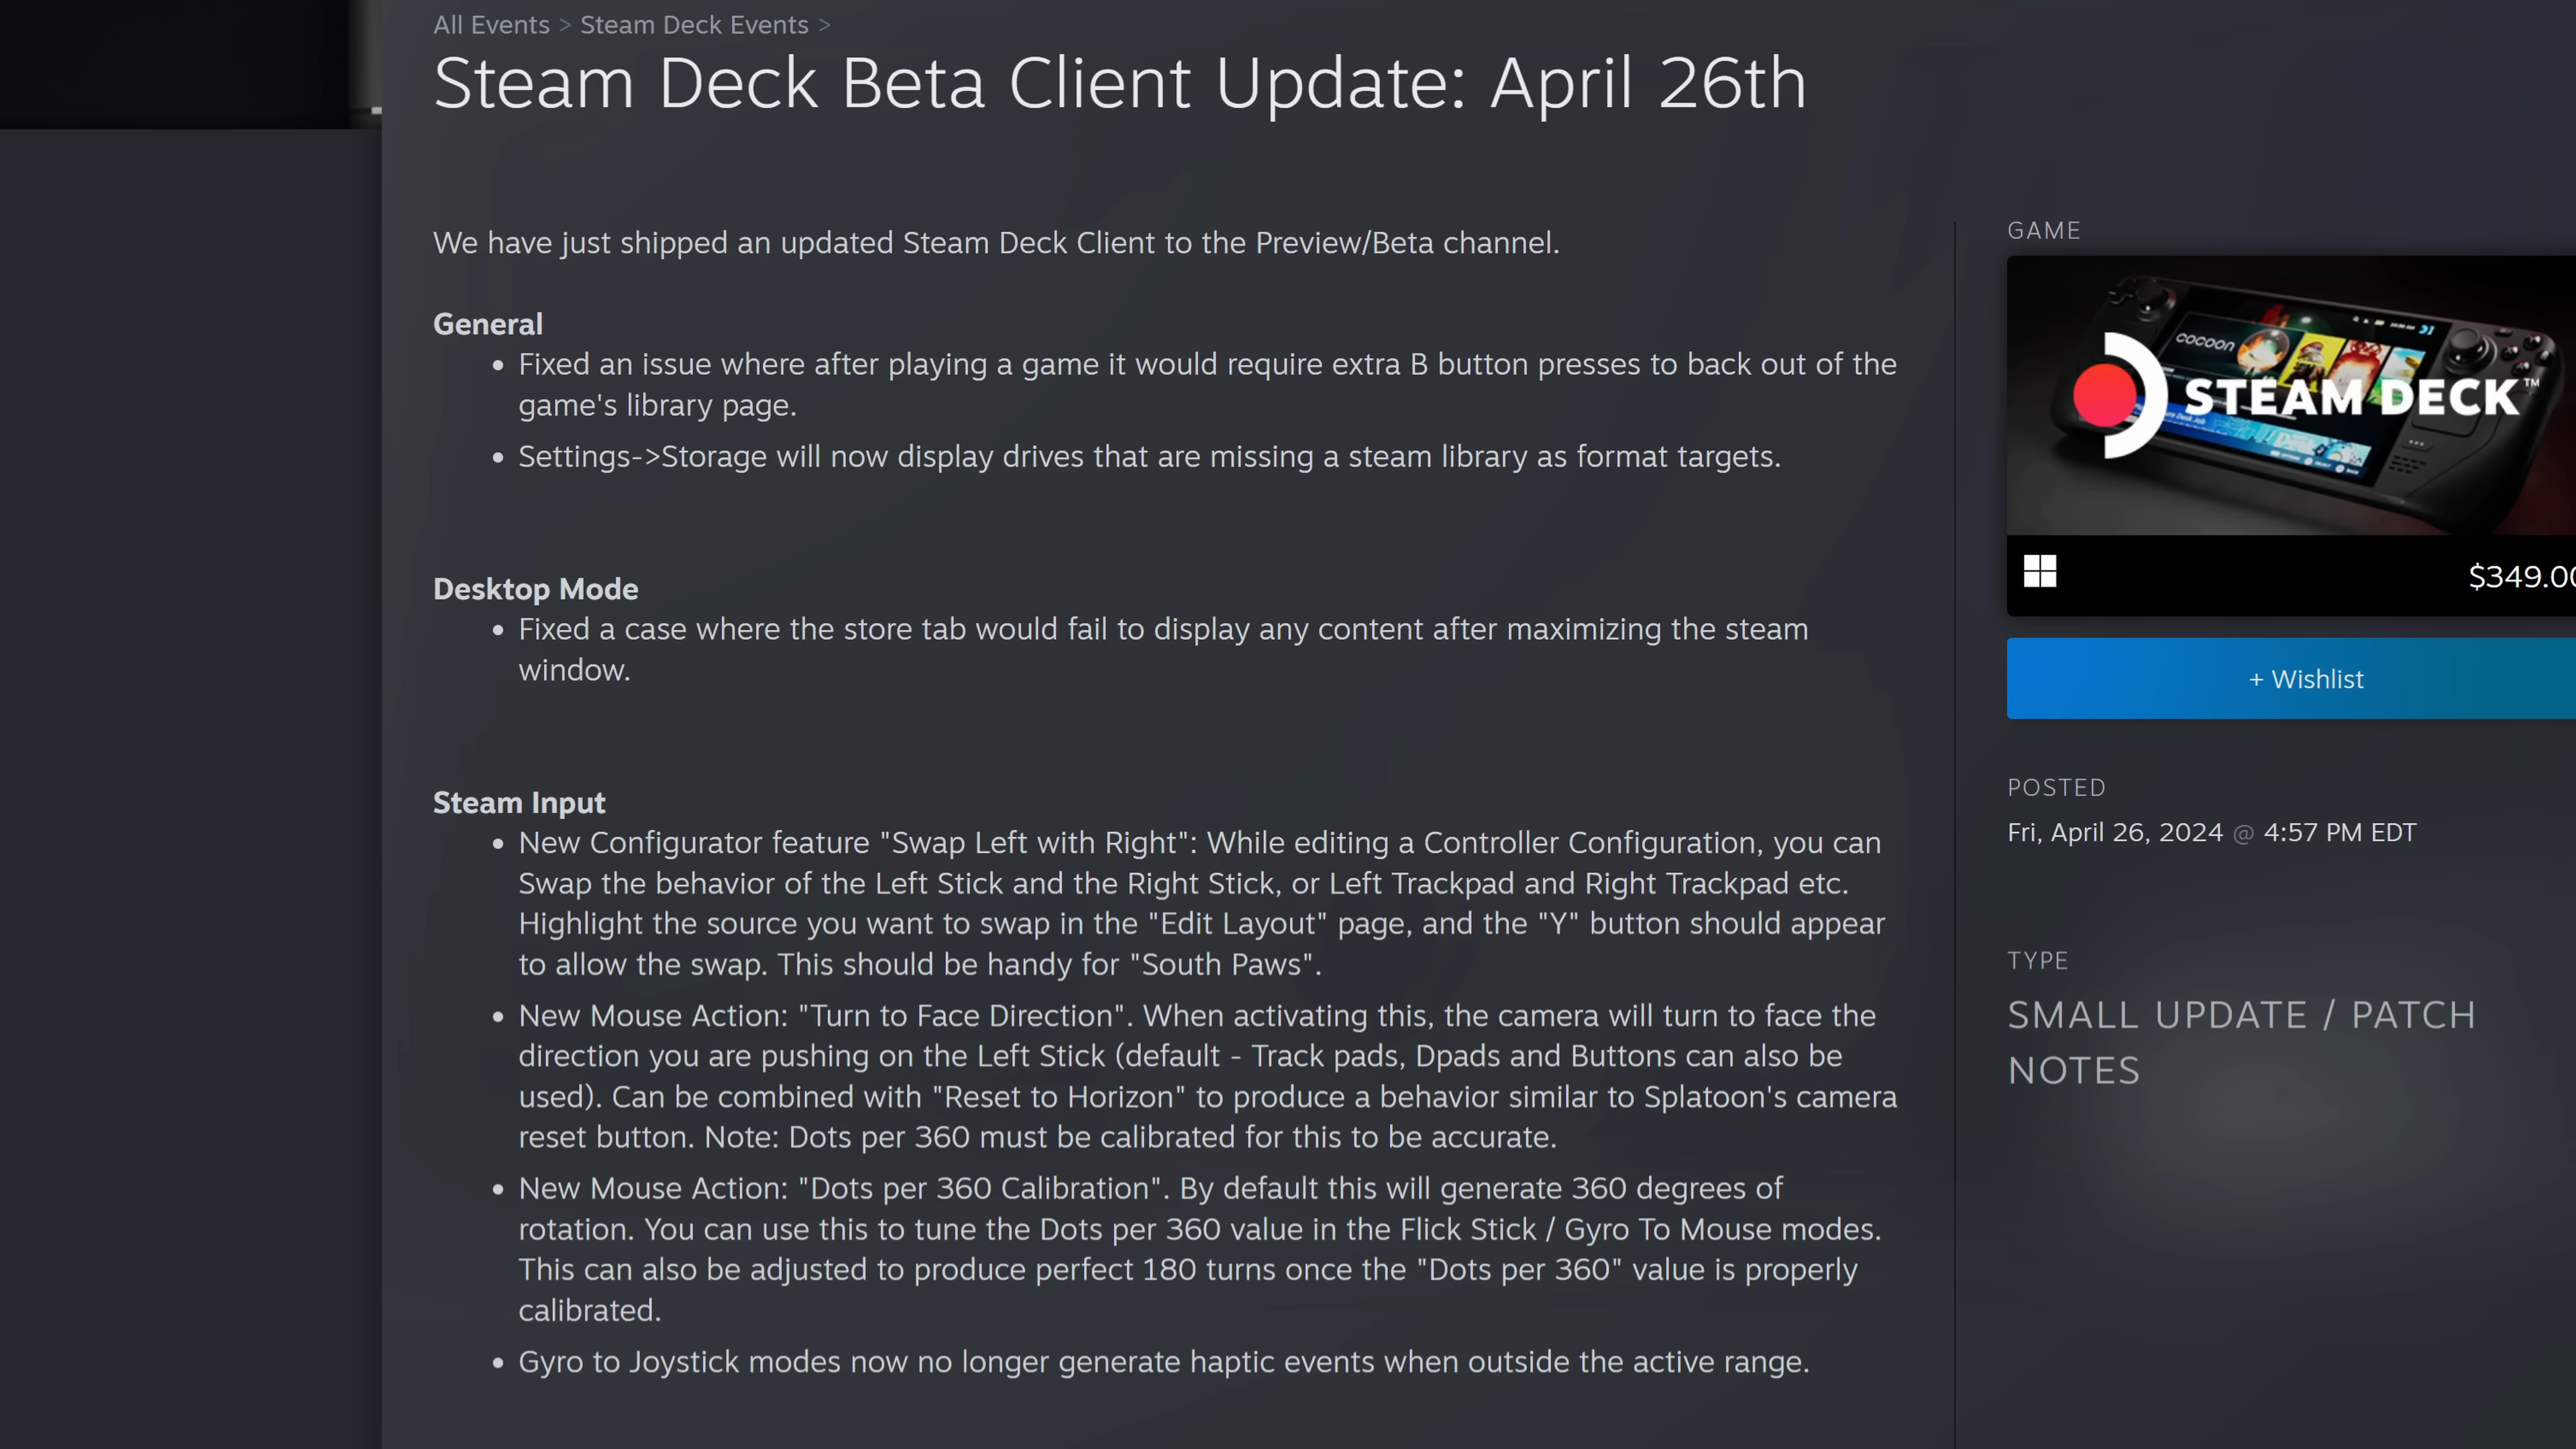 All Events > Steam Deck Events >
Steam Deck Beta Client Update: April 26th
We have just shipped an updated Steam Deck Client to the Preview/Beta channel.
General
• Fixed an issue where after playing a game it would require extra B button presses to back out of the
game's library page.
• Settings->Storage will now display drives that are missing a steam library as format targets.
Desktop Mode
• Fixed a case where the store tab would fail to display any content after maximizing the steam
window.
Steam Input
• New Configurator feature "Swap Left with Right": While editing a Controller Configuration, you can
Swap the behavior of the Left Stick and the Right Stick, or Left Trackpad and Right Trackpad etc.
Highlight the source you want to swap in the "Edit Layout" page, and the "Y" button should appear
to allow the swap. This should be handy for "South Paws".
• New Mouse Action: "Turn to Face Direction". When activating this, the camera will turn to face the
direction you are pushing on the Left Stick (default - Track pads, Dpads and Buttons can also be
used). Can be combined with "Reset to Horizon" to produce a behavior similar to Splatoon's camera
reset button. Note: Dots per 360 must be calibrated for this to be accurate.
• New Mouse Action: "Dots per 360 Calibration". By default this will generate 360 degrees of
rotation. You can use this to tune the Dots per 360 value in the Flick Stick / Gyro To Mouse modes.
This can also be adjusted to produce perfect 180 turns once the "Dots per 360" value is properly
calibrated.
• Gyro to Joystick modes now no longer generate haptic events when outside the active range.
GAME
COCOON
STEAM DECK™
$349.00
+ Wishlist
POSTED
Fri, April 26, 2024 @ 4:57 PM EDT
TYPE
SMALL UPDATE / PATCH
NOTES